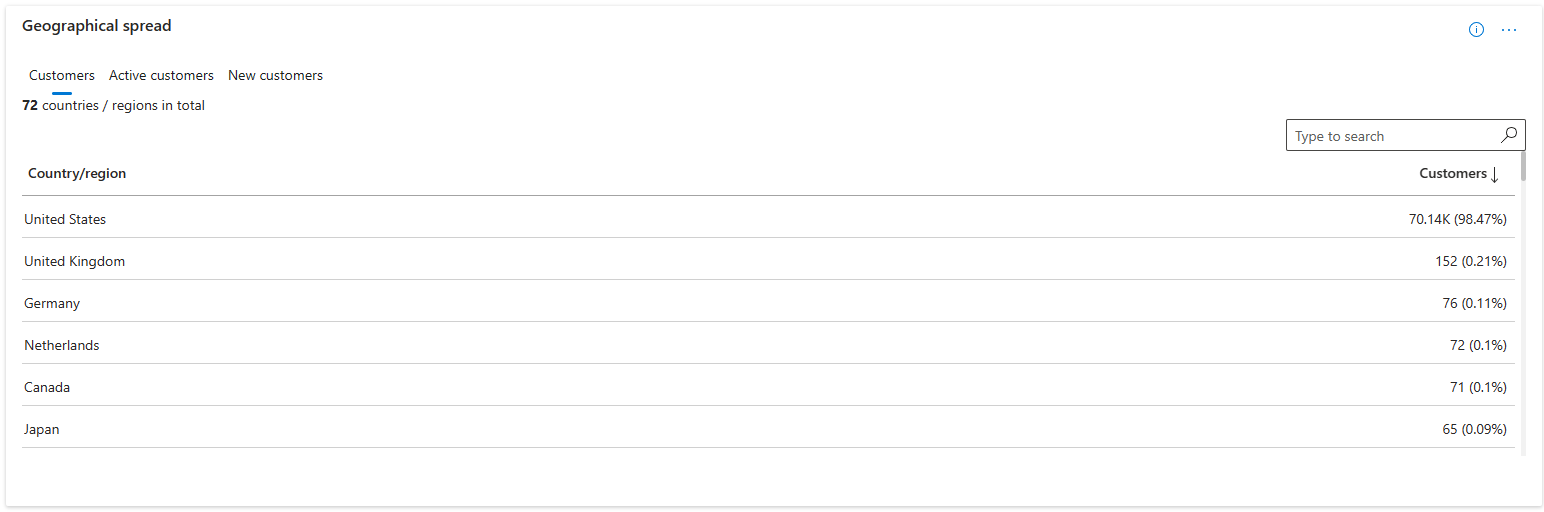 Geographical spread
Customers Active customers New customers
72 countries / regions in total
Type to search
Country/region Customers ↓
United States 70.14K (98.47%)
United Kingdom 152 (0.21%)
Germany 76 (0.11%)
Netherlands 72 (0.1%)
Canada 71 (0.1%)
Japan 65 (0.09%)